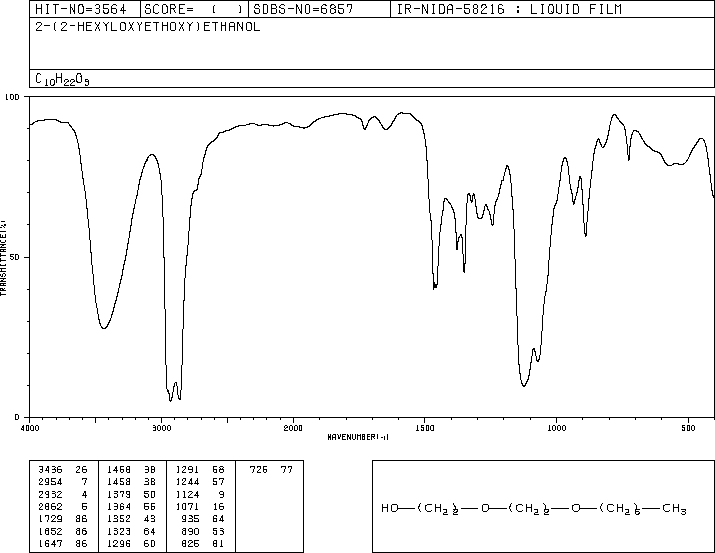 HIT-NO=3564 SCORE= ( ) SDBS-NO=6857 IR-NIDA-58216 : LIQUID FILM
2-(2-HEXYLOXYETHOXY)ETHANOL
C10H22O3
100
50
0
TRANSMITTANCE(%)
4000 3000 2000 1500 1000 500
WAVENUMBER(-1)
3436 26 1468 38 1291 58 726 77
2954 7 1458 38 1244 57
2932 4 1379 50 1124 9
2862 5 1364 55 1071 16
1729 86 1352 43 935 64
1852 86 1323 64 890 53
1647 86 1296 60 825 81
HO—(CH2)2—O—(CH2)2—O—(CH2)5—CH3